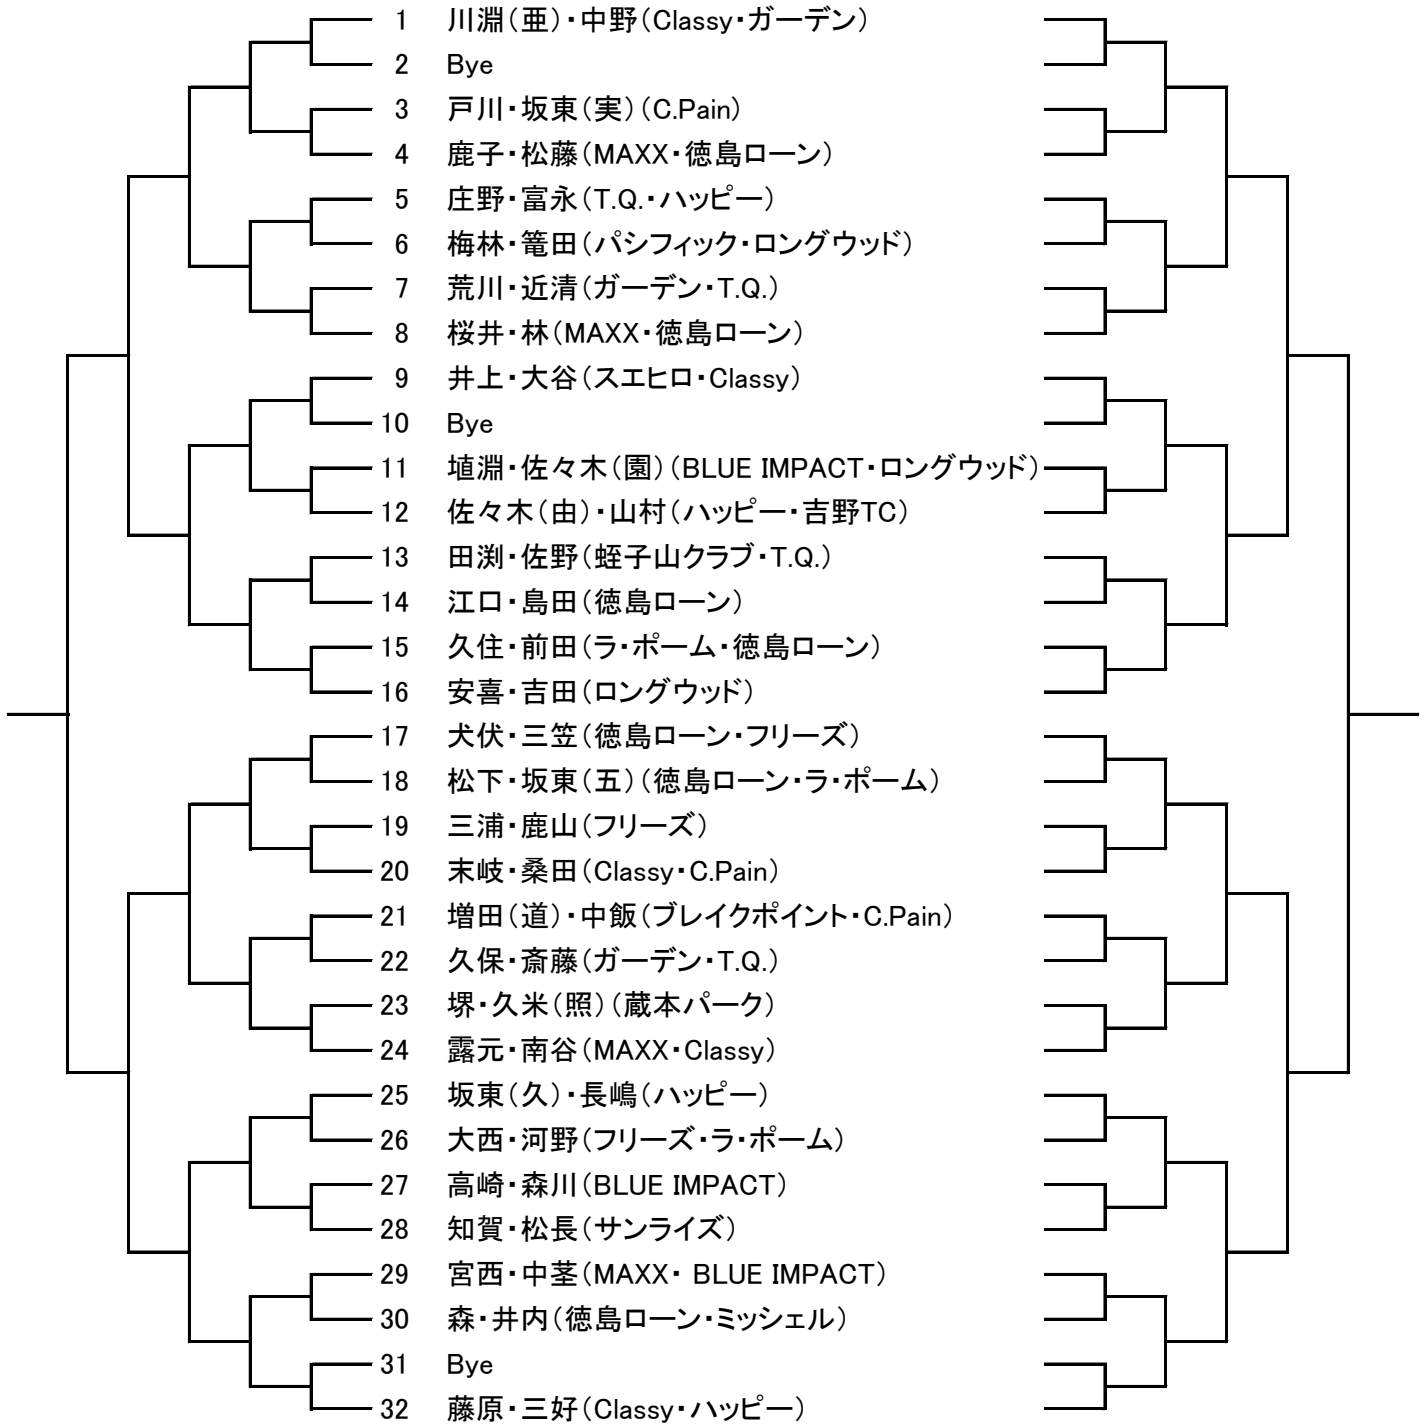 1 川淵（亜）・中野（Classy・ガーデン）
2 Bye
3 戸川・坂東（実）（C.Pain）
4 鹿子・松藤（MAXX・徳島ローン）
5 庄野・富永（T.Q.・ハッピー）
6 梅林・篭田（パシフィック・ロングウッド）
7 荒川・近清（ガーデン・T.Q.）
8 桜井・林（MAXX・徳島ローン）
9 井上・大谷（スエヒロ・Classy）
10 Bye
11 埴淵・佐々木（園）（BLUE IMPACT・ロングウッド）
12 佐々木（由）・山村（ハッピー・吉野TC）
13 田渕・佐野（蛭子山クラブ・T.Q.）
14 江口・島田（徳島ローン）
15 久住・前田（ラ・ポーム・徳島ローン）
16 安喜・吉田（ロングウッド）
17 犬伏・三笠（徳島ローン・フリーズ）
18 松下・坂東（五）（徳島ローン・ラ・ポーム）
19 三浦・鹿山（フリーズ）
20 末岐・桑田（Classy・C.Pain）
21 増田（道）・中飯（ブレイクポイント・C.Pain）
22 久保・斎藤（ガーデン・T.Q.）
23 堺・久米（照）（蔵本パーク）
24 露元・南谷（MAXX・Classy）
25 坂東（久）・長嶋（ハッピー）
26 大西・河野（フリーズ・ラ・ポーム）
27 高崎・森川（BLUE IMPACT）
28 知賀・松長（サンライズ）
29 宮西・中茎（MAXX・ BLUE IMPACT）
30 森・井内（徳島ローン・ミッシェル）
31 Bye
32 藤原・三好（Classy・ハッピー）